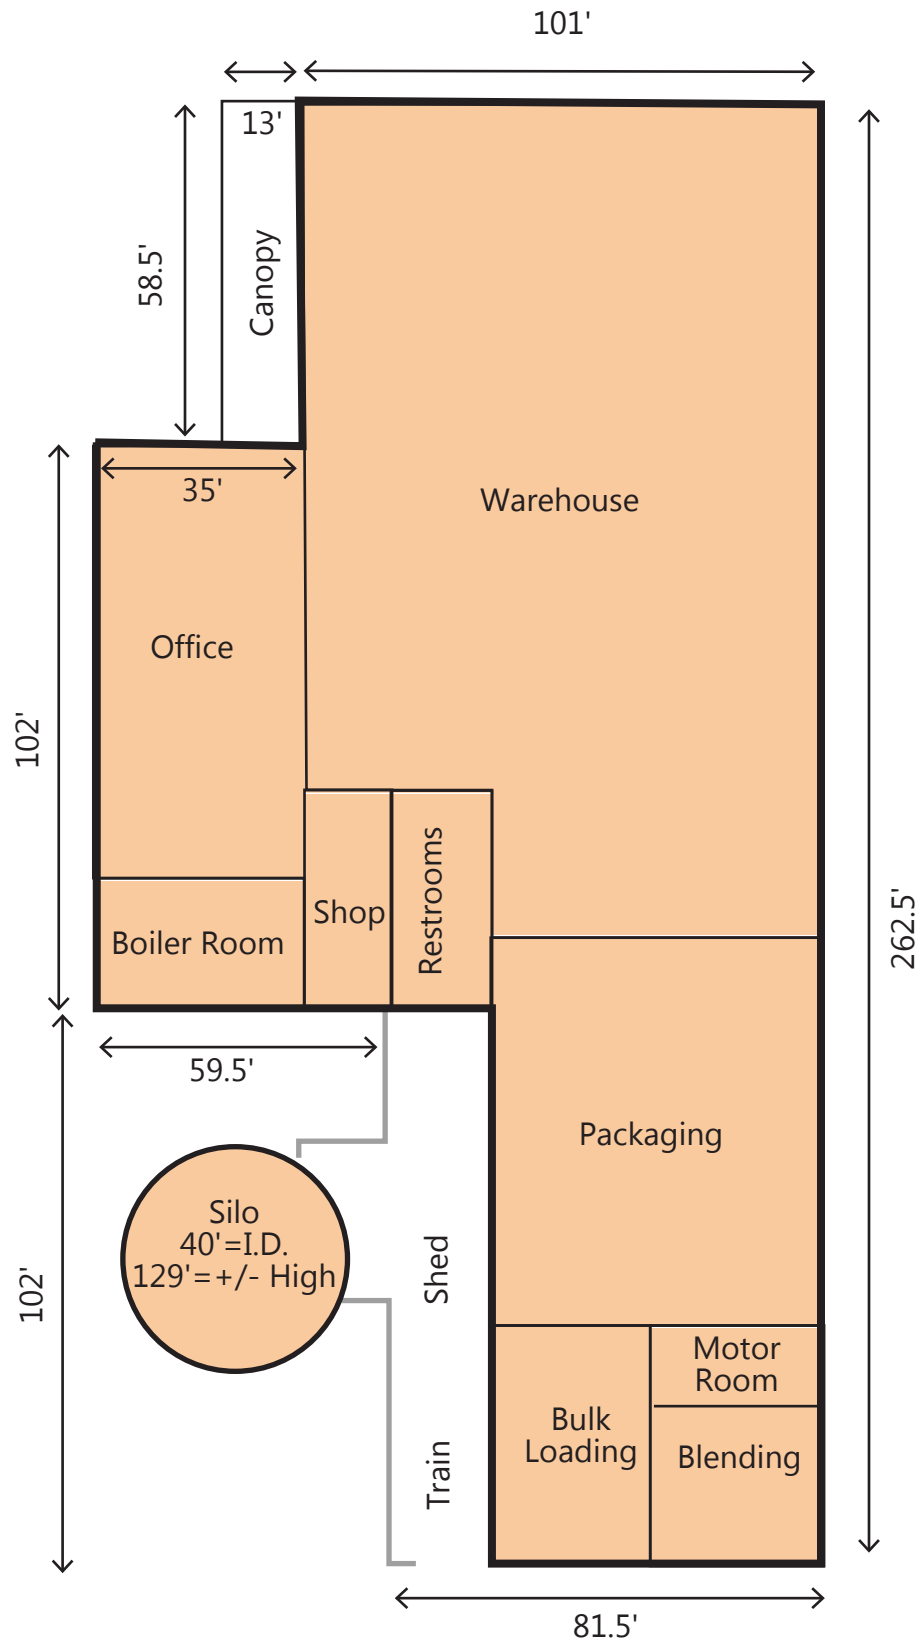 101'
13'
58.5'
Canopy
35'
Warehouse
Office
102'
Shop
Restrooms
Boiler Room
262.5'
59.5'
Packaging
Silo
40'=I.D.
129'=+/- High
102'
Train Shed
Motor
Room
Bulk
Loading
Blending
81.5'